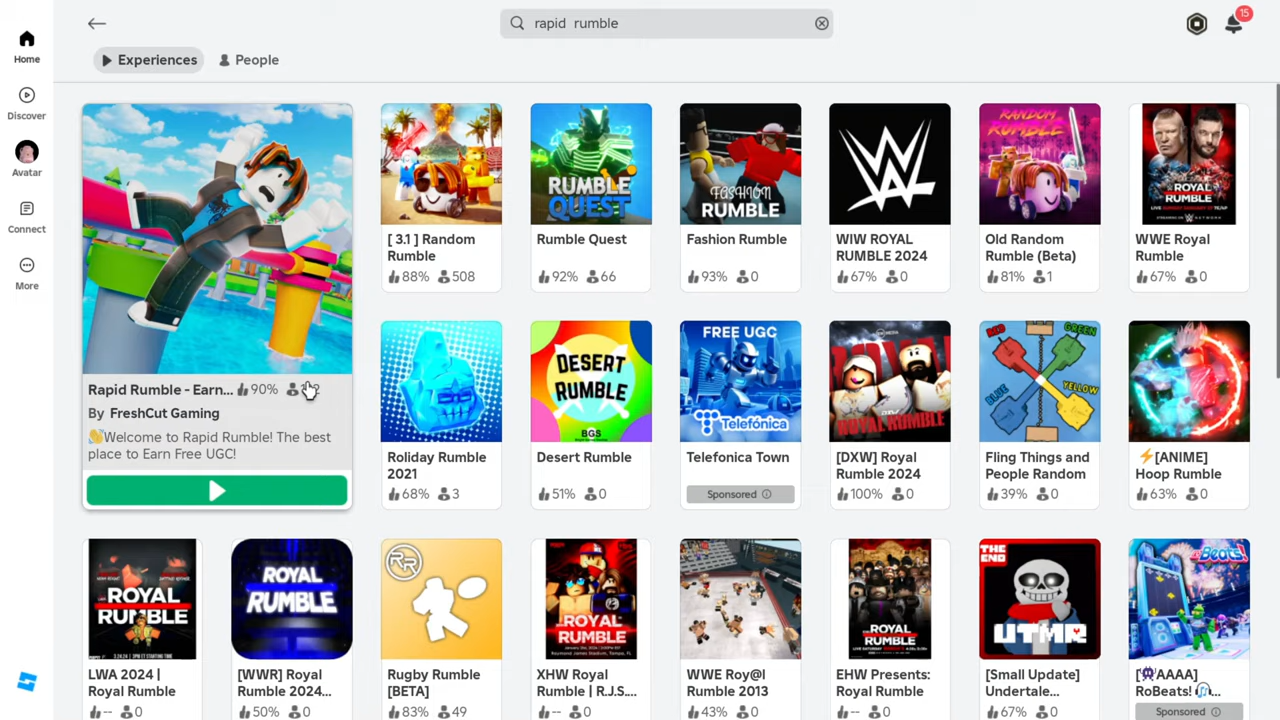 rapid  rumble
15
Experiences
People
Home
Discover
Avatar
Connect
More
Rapid Rumble - Earn...
90%
By FreshCut Gaming
👋Welcome to Rapid Rumble! The best
place to Earn Free UGC!
[ 3.1 ] Random
Rumble
88% 508
RUMBLE
QUEST
Rumble Quest
92% 66
FASHION
RUMBLE
Fashion Rumble
93% 0
W
WIW ROYAL
RUMBLE 2024
67% 0
RANDOM
RUMBLE
Old Random
Rumble (Beta)
81% 1
ROYAL
RUMBLE
WWE Royal
Rumble
67% 0
Roliday Rumble
2021
68% 3
DESERT
RUMBLE
BGS
Desert Rumble
51% 0
FREE UGC
Telefónica
Telefonica Town
Sponsored
ROYAL RUMBLE
[DXW] Royal
Rumble 2024
100% 0
RED
GREEN
BLUE
YELLOW
Fling Things and
People Random
39% 0
⚡[ANIME]
Hoop Rumble
63% 0
ROYAL
RUMBLE
LWA 2024 |
Royal Rumble
-- 0
ROYAL
RUMBLE
[WWR] Royal
Rumble 2024...
50% 0
RR
Rugby Rumble
[BETA]
83% 49
ROYAL
RUMBLE
XHW Royal
Rumble | R.J.S....
-- 0
WWE Roy@l
Rumble 2013
43% 0
ROYAL
RUMBLE
EHW Presents:
Royal Rumble
-- 0
THE
END
UTMR
[Small Update]
Undertale...
67% 0
Beats!
[👾AAAA]
RoBeats! 🎧...
Sponsored